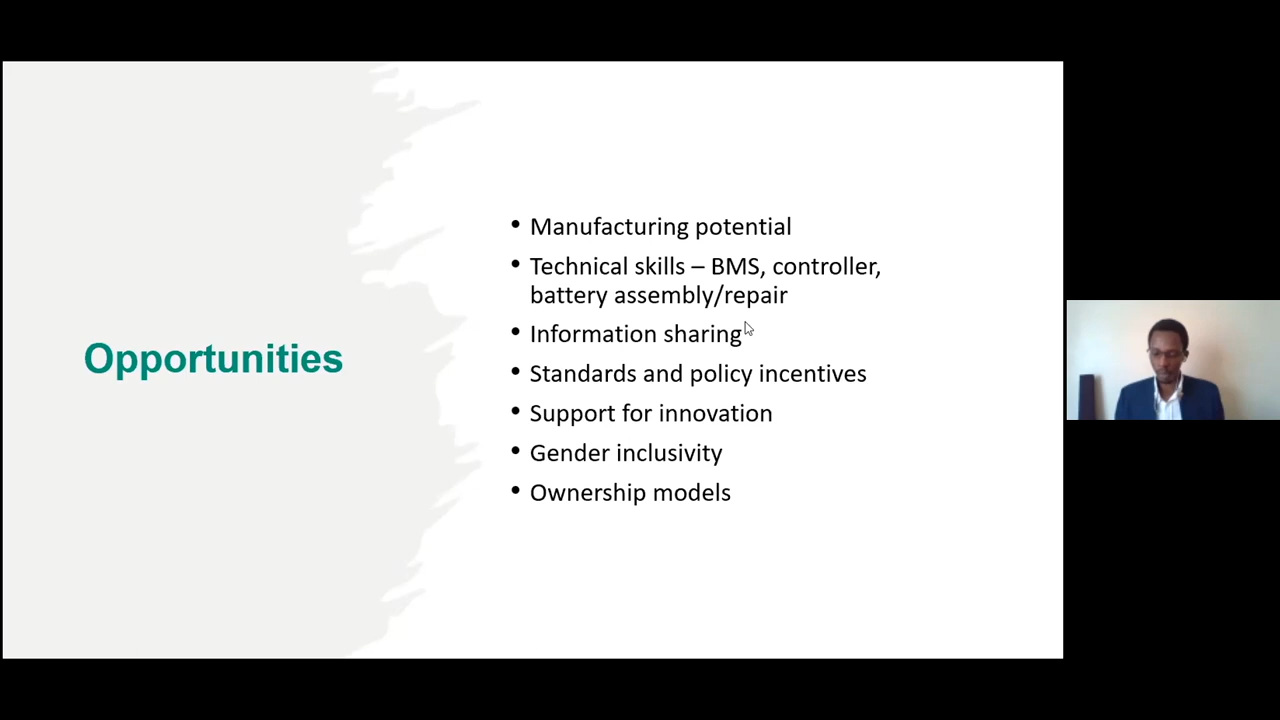 Opportunities
• Manufacturing potential
• Technical skills – BMS, controller,
battery assembly/repair
• Information sharing
• Standards and policy incentives
• Support for innovation
• Gender inclusivity
• Ownership models